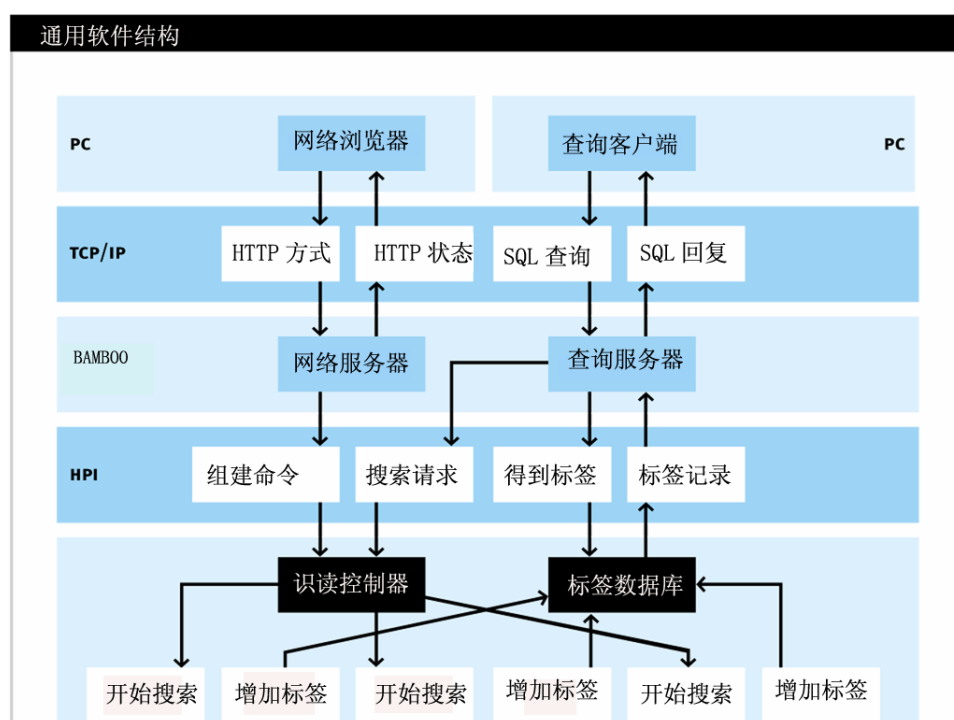 通用软件结构
PC
网络浏览器
查询客户端
PC
TCP/IP
HTTP 方式
HTTP 状态
SQL 查询
SQL 回复
BAMBOO
网络服务器
查询服务器
HPI
组建命令
搜索请求
得到标签
标签记录
识读控制器
标签数据库
开始搜索
增加标签
开始搜索
增加标签
开始搜索
增加标签